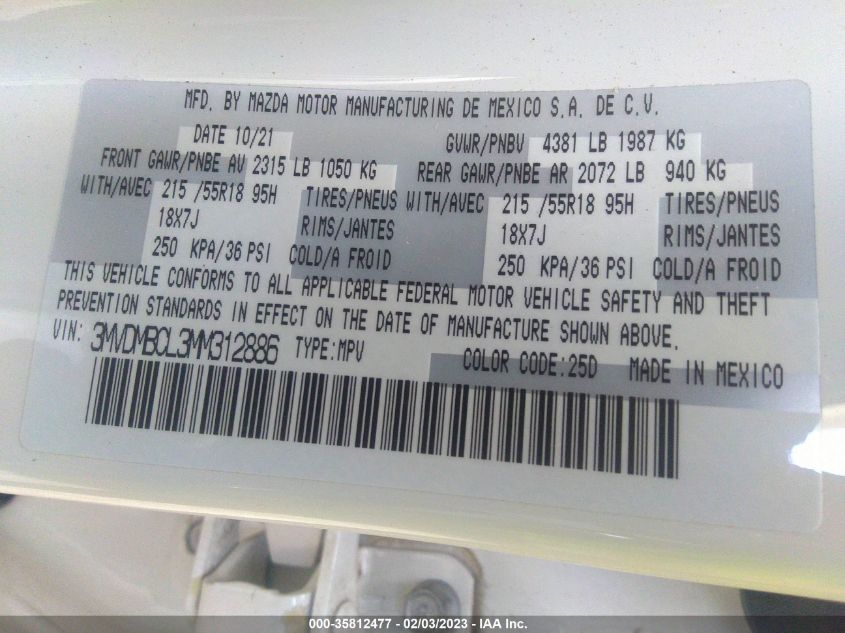 MFD. BY MAZDA MOTOR MANUFACTURING DE MEXICO S.A. DE C.V.
DATE 10/21 GVWR/PNBV 4381 LB 1987 KG
FRONT GAWR/PNBE AV 2315 LB 1050 KG REAR GAWR/PNBE AR 2072 LB 940 KG
WITH/AVEC 215 /55R18 95H TIRES/PNEUS WITH/AVEC 215 /55R18 95H TIRES/PNEUS
18X7J RIMS/JANTES 18X7J RIMS/JANTES
250 KPA/36 PSI COLD/A FROID 250 KPA/36 PSI COLD/A FROID
THIS VEHICLE CONFORMS TO ALL APPLICABLE FEDERAL MOTOR VEHICLE SAFETY AND THEFT
PREVENTION STANDARDS IN EFFECT ON THE DATE OF MANUFACTURE SHOWN ABOVE.
VIN: 3MVDMBCL3MM312886 TYPE:MPV COLOR CODE:25D MADE IN MEXICO
000-35812477 - 02/03/2023 - IAA Inc.